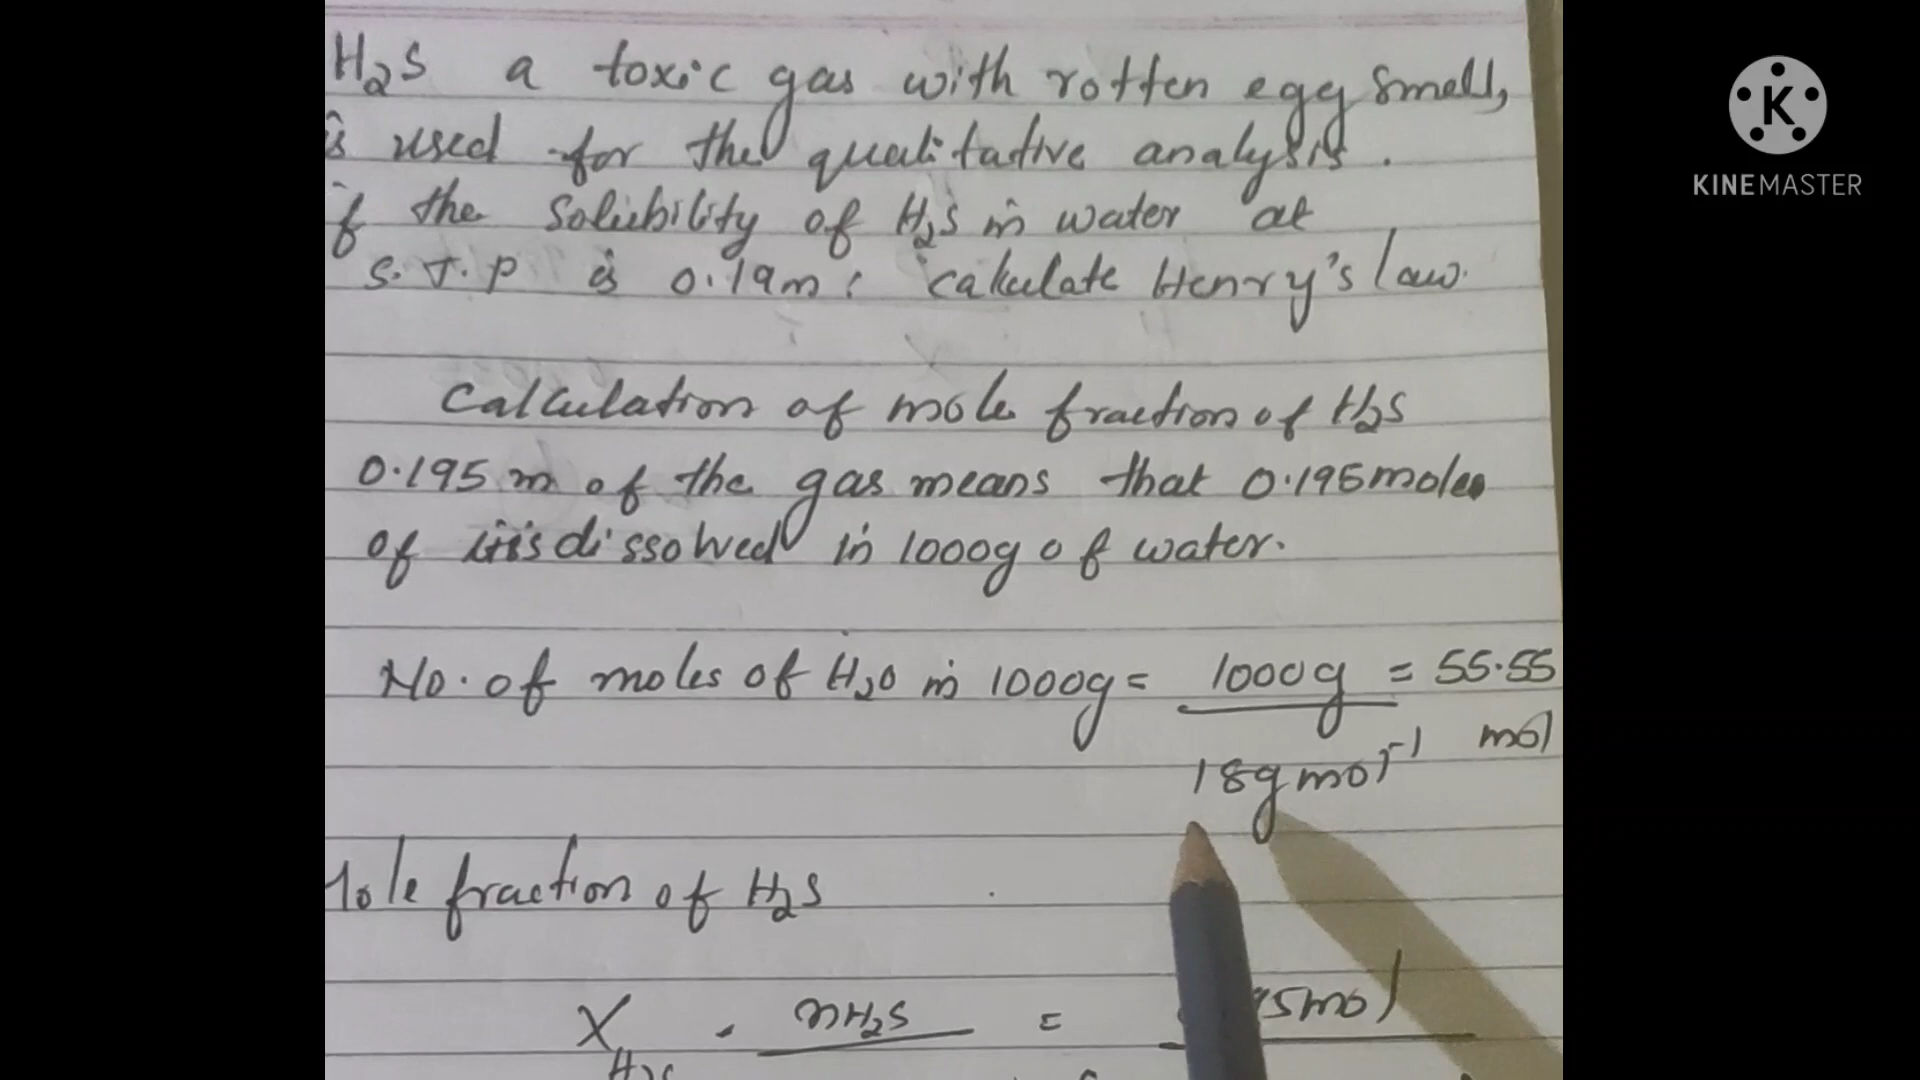 H2S a toxic gas with rotten egg smell,
is used for the qualitative analysis.
if the solubility of H2S in water at
S.T.P is 0.19m: calculate Henry's law.
Calculation of mole fraction of H2S
0.195 m of the gas means that 0.195 moles
of it is dissolved in 1000g of water.
No. of moles of H2O in 1000g = 1000g = 55.55
18g mol-1 mol
Mole fraction of H2S
X nH2S = 95mol
H2S
K
KINEMASTER